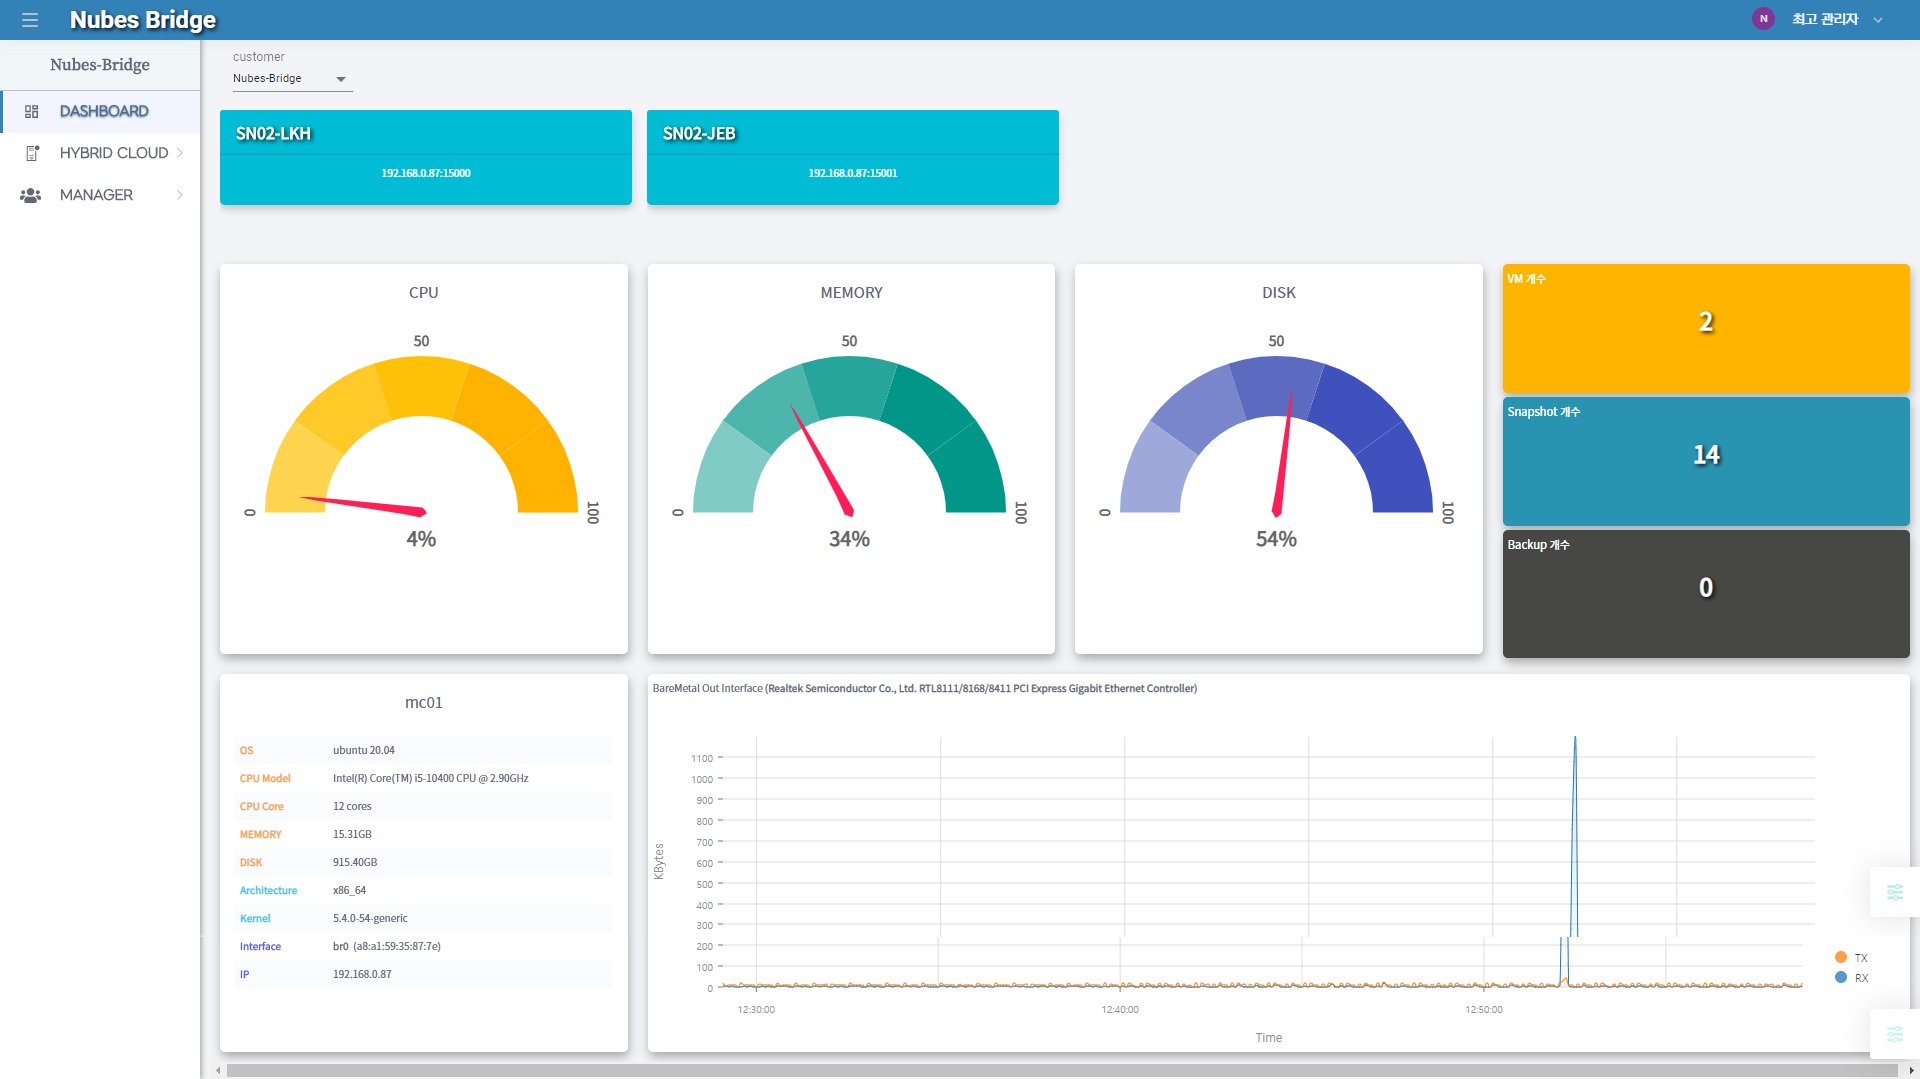 Nubes Bridge
N
최고 관리자
Nubes-Bridge
DASHBOARD
HYBRID CLOUD
MANAGER
customer
Nubes-Bridge
SN02-LKH
192.168.0.87:15000
SN02-JEB
192.168.0.87:15001
CPU
50
0
100
4%
MEMORY
50
0
100
34%
DISK
50
0
100
54%
VM 개수
2
Snapshot 개수
14
Backup 개수
0
mc01
OS ubuntu 20.04
CPU Model Intel(R) Core(TM) i5-10400 CPU @ 2.90GHz
CPU Core 12 cores
MEMORY 15.31GB
DISK 915.40GB
Architecture x86_64
Kernel 5.4.0-54-generic
Interface br0 (a8:a1:59:35:87:7e)
IP 192.168.0.87
BareMetal Out Interface (Realtek Semiconductor Co., Ltd. RTL8111/8168/8411 PCI Express Gigabit Ethernet Controller)
KBytes
1100
1000
900
800
700
600
500
400
300
200
100
0
12:30:00 12:40:00 12:50:00
Time
TX
RX